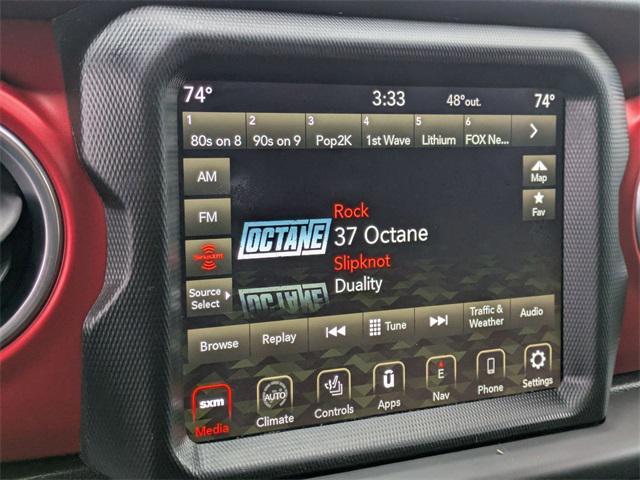 74° 3:33 48°out. 74°
1 2 3 4 5 6
80s on 8 90s on 9 Pop2K 1st Wave Lithium FOX Ne...
AM
Map
FM
Fav
Rock
OCTANE 37 Octane
SiriusXM
Slipknot
Source
Select
OCTANE Duality
Browse Replay Tune Traffic &
Weather Audio
sxm AUTO E
Media Climate Controls Apps Nav Phone Settings